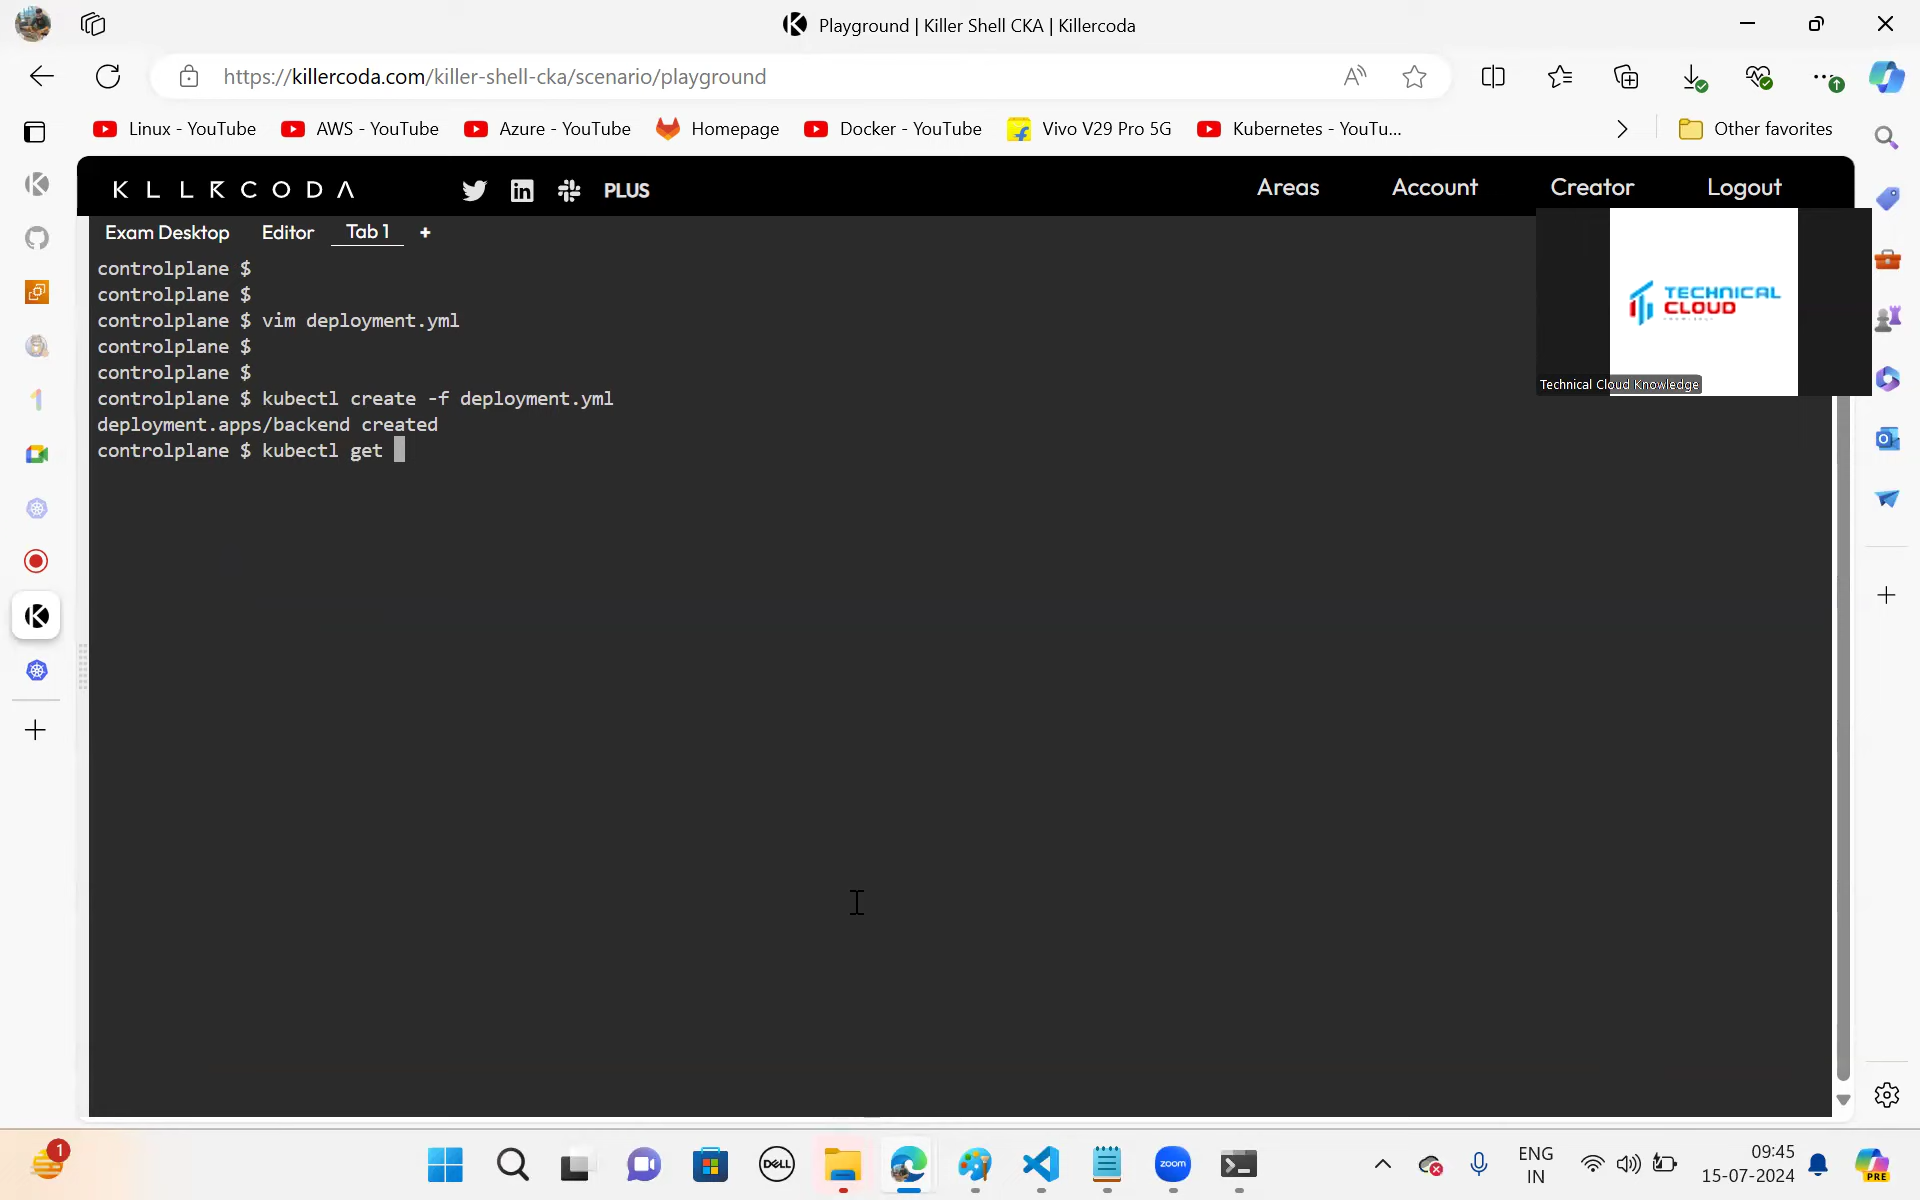 Playground | Killer Shell CKA | Killercoda
https://killercoda.com/killer-shell-cka/scenario/playground
Linux - YouTube
AWS - YouTube
Azure - YouTube
Homepage
Docker - YouTube
Vivo V29 Pro 5G
Kubernetes - YouTu...
Other favorites
KLLRCODA
PLUS
Areas
Account
Creator
Logout
Exam Desktop
Editor
Tab 1
+
controlplane $
controlplane $
controlplane $ vim deployment.yml
controlplane $
controlplane $
controlplane $ kubectl create -f deployment.yml
deployment.apps/backend created
controlplane $ kubectl get
TECHNICAL
CLOUD
Technical Cloud Knowledge
1
DELL
zoom
ENG
IN
09:45
15-07-2024
PRE